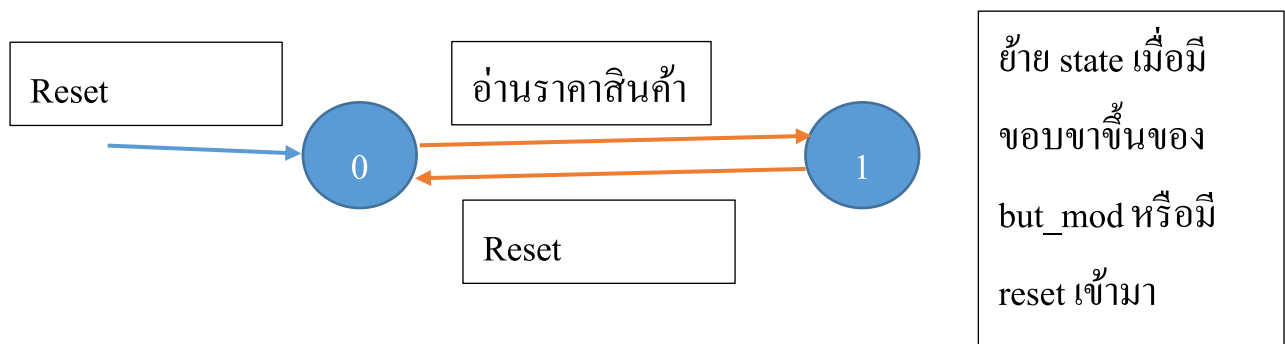 Reset
อ่านราคาสินค้า
0
1
Reset
ย้าย state เมื่อมี
ขอบขาขึ้นของ
but_mod หรือมี
reset เข้ามา